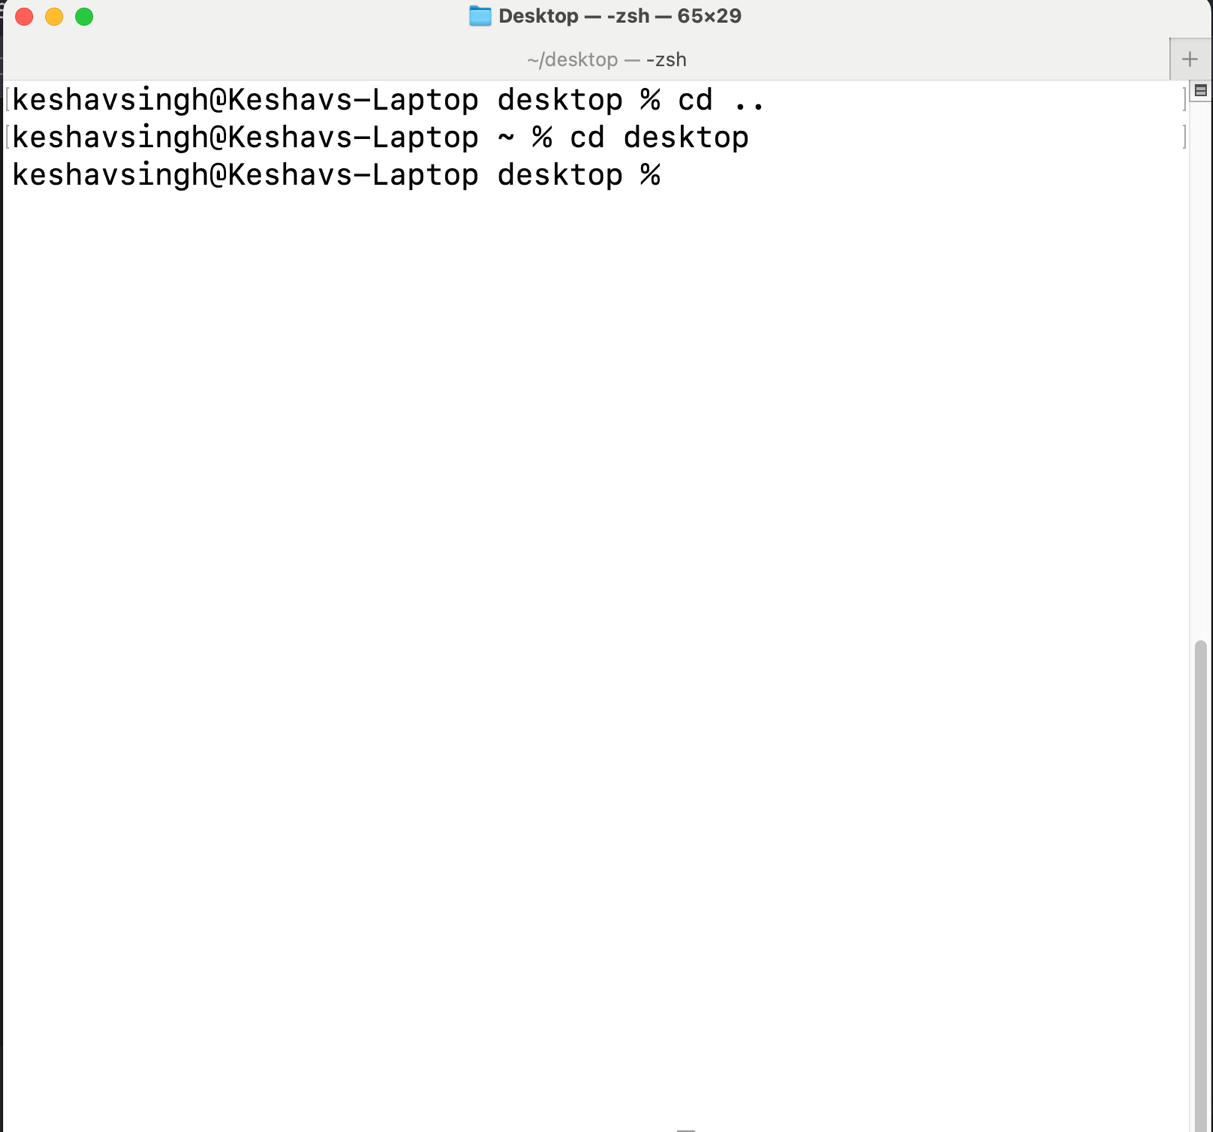 Desktop — -zsh — 65×29
~/desktop — -zsh
keshavsingh@Keshavs-Laptop desktop % cd ..
keshavsingh@Keshavs-Laptop ~ % cd desktop
keshavsingh@Keshavs-Laptop desktop %